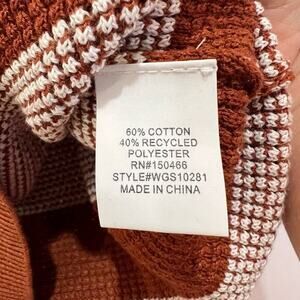 60% COTTON
40% RECYCLED
POLYESTER
RN#150466
STYLE#WGS10281
MADE IN CHINA